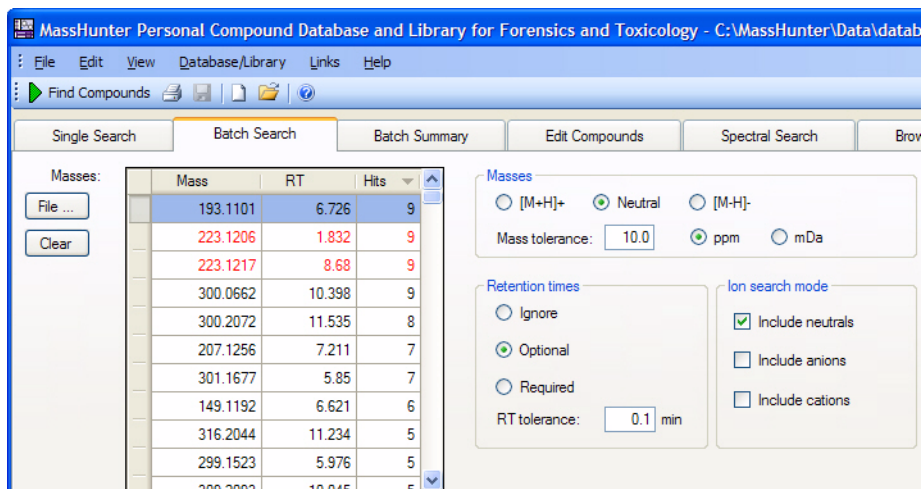 MassHunter Personal Compound Database and Library for Forensics and Toxicology - C:\MassHunter\Data\datab
File Edit View Database/Library Links Help
Find Compounds
Single Search Batch Search Batch Summary Edit Compounds Spectral Search Brow
Masses:
File ...
Clear
Mass RT Hits
193.1101 6.726 9
223.1206 1.832 9
223.1217 8.68 9
300.0662 10.398 9
300.2072 11.535 8
207.1256 7.211 7
301.1677 5.85 7
149.1192 6.621 6
316.2044 11.234 5
299.1523 5.976 5
Masses
[M+H]+ Neutral [M-H]-
Mass tolerance: 10.0 ppm mDa
Retention times
Ignore
Optional
Required
RT tolerance: 0.1 min
Ion search mode
Include neutrals
Include anions
Include cations